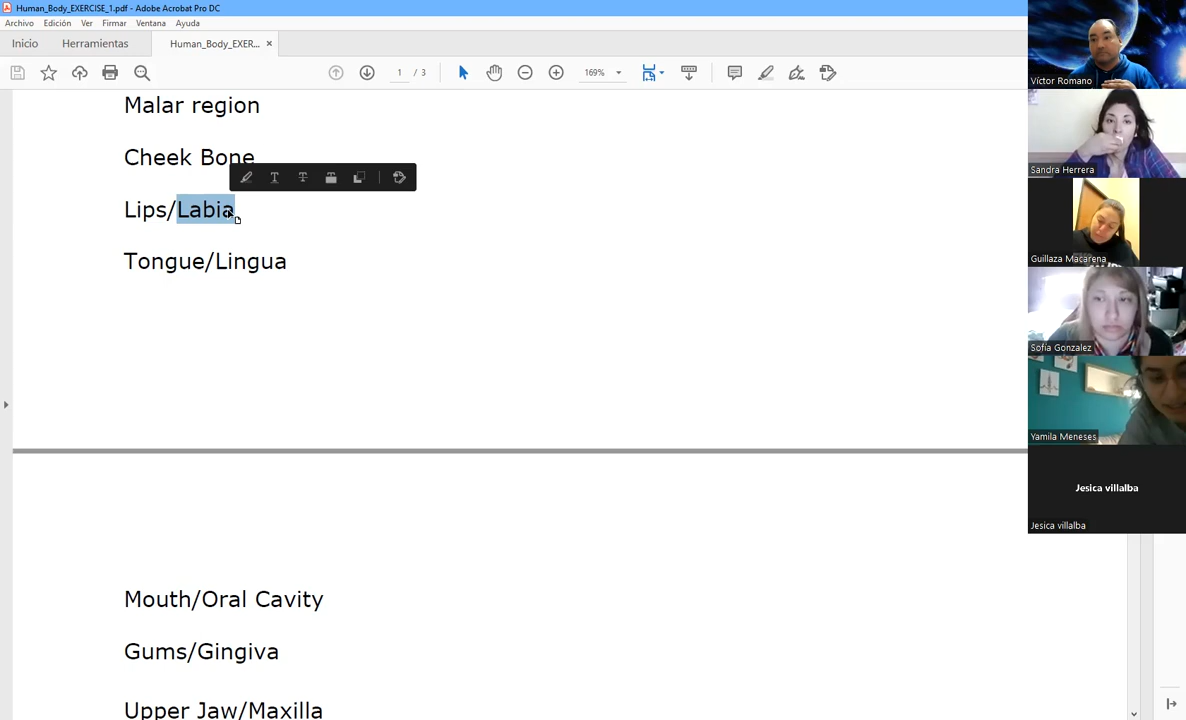 Human_Body_EXERCISE_1.pdf - Adobe Acrobat Pro DC
Archivo Edición Ver Firmar Ventana Ayuda
Inicio Herramientas Human_Body_EXER... ×
1 / 3 169%
Malar region
Cheek Bone
Lips/Labia
Tongue/Lingua
Mouth/Oral Cavity
Gums/Gingiva
Upper Jaw/Maxilla
Víctor Romano
Sandra Herrera
Guillaza Macarena
Sofía Gonzalez
Yamila Meneses
Jesica villalba
Jesica villalba